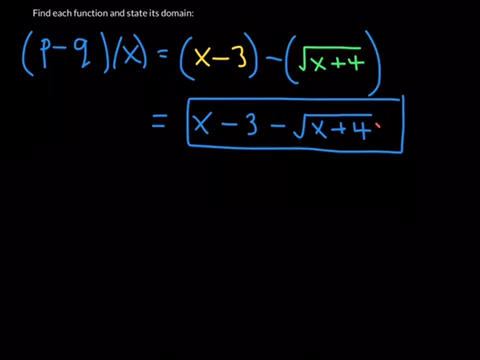 Find each function and state its domain:
(p-q)(x) = (x-3) - (√x+4)
= x - 3 - √x+4